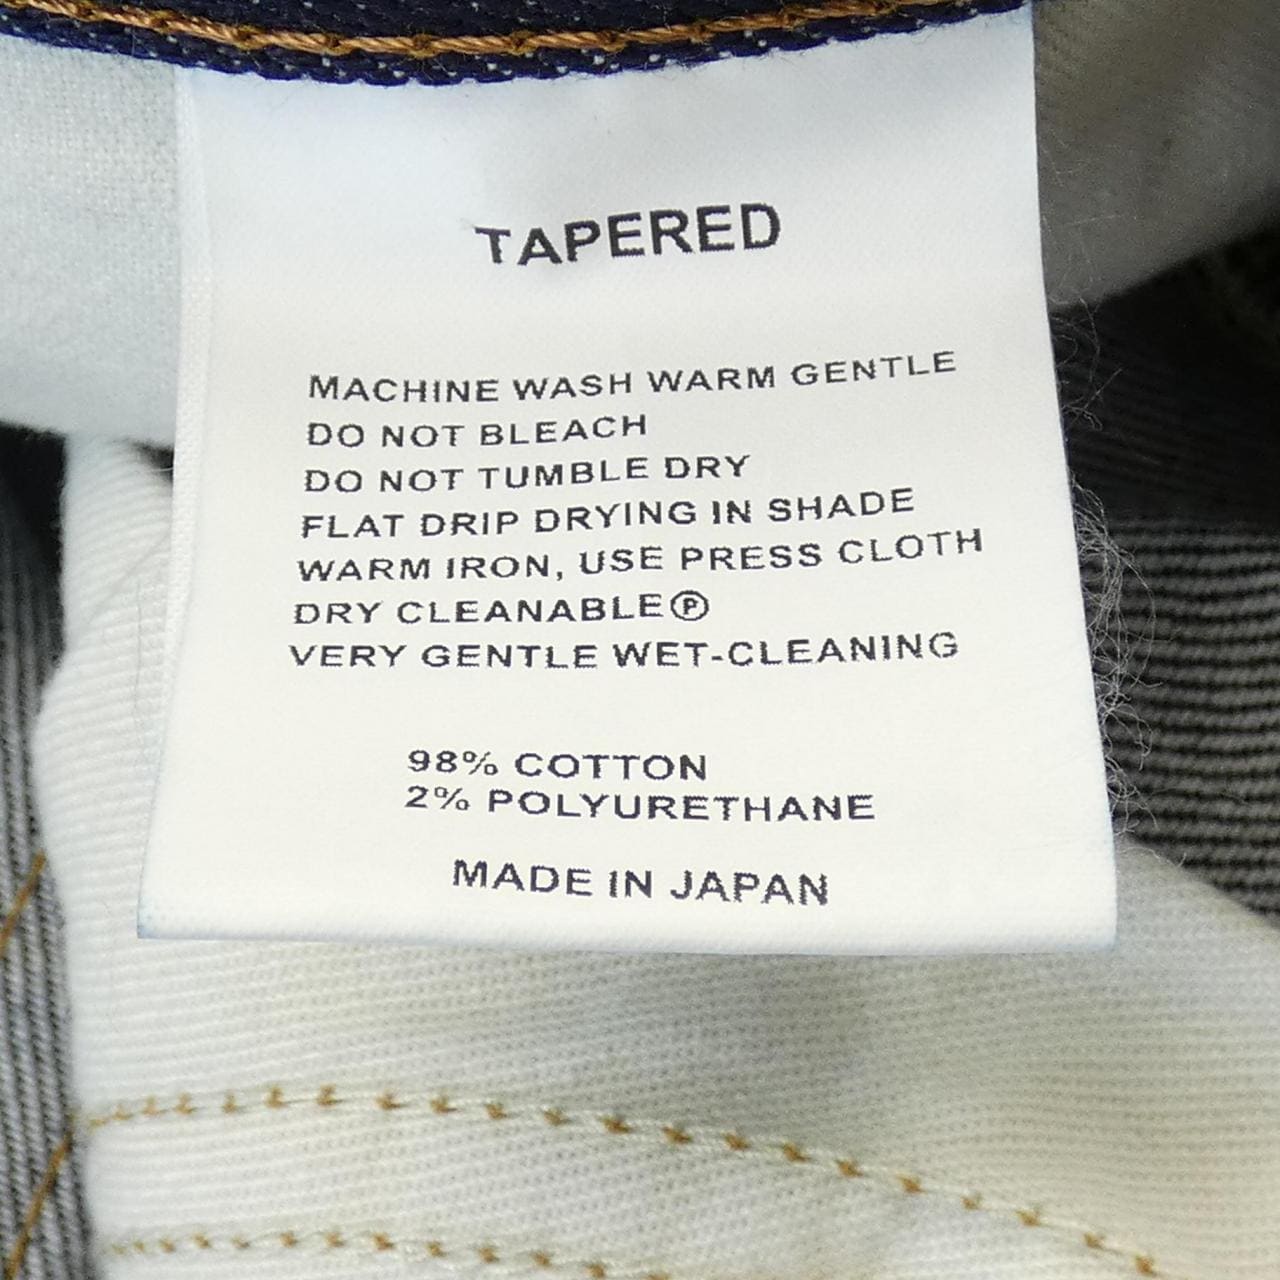 TAPERED
MACHINE WASH WARM GENTLE
DO NOT BLEACH
DO NOT TUMBLE DRY
FLAT DRIP DRYING IN SHADE
WARM IRON, USE PRESS CLOTH
DRY CLEANABLEⓅ
VERY GENTLE WET-CLEANING
98% COTTON
2% POLYURETHANE
MADE IN JAPAN